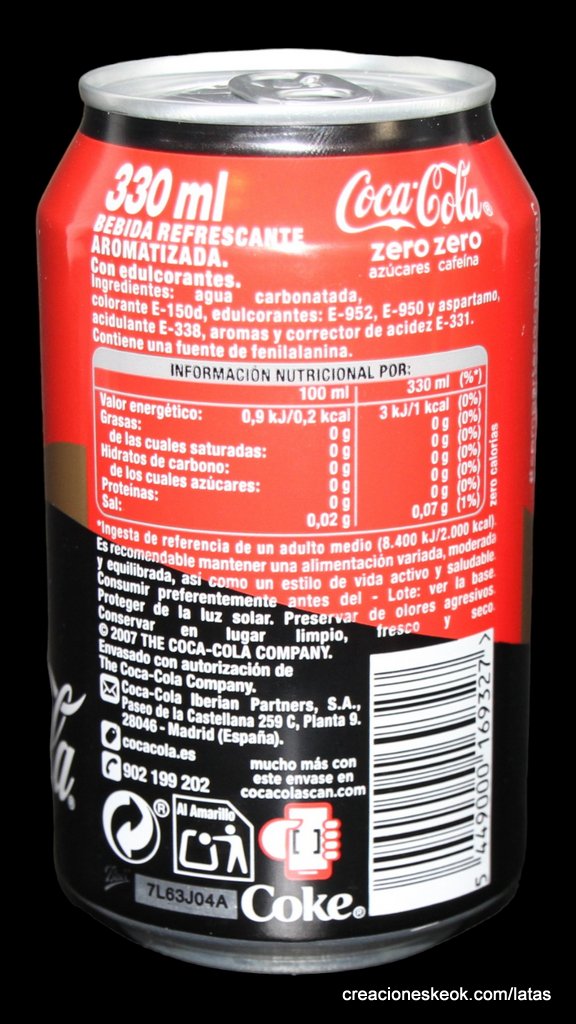 330 ml
BEBIDA REFRESCANTE
AROMATIZADA.
Con edulcorantes.
Coca-Cola®
zero zero
azúcares cafeína
Ingredientes: agua carbonatada,
colorante E-150d, edulcorantes: E-952, E-950 y aspartamo,
acidulante E-338, aromas y corrector de acidez E-331.
Contiene una fuente de fenilalanina.
INFORMACIÓN NUTRICIONAL POR:
100 ml 330 ml (%*)
Valor energético: 0,9 kJ/0,2 kcal 3 kJ/1 kcal (0%)
Grasas: 0 g 0 g (0%)
de las cuales saturadas: 0 g 0 g (0%)
Hidratos de carbono: 0 g 0 g (0%)
de los cuales azúcares: 0 g 0 g (0%)
Proteínas: 0 g 0 g (0%)
Sal: 0,02 g 0,07 g (1%)
zero calorías
*Ingesta de referencia de un adulto medio (8.400 kJ/2.000 kcal).
Es recomendable mantener una alimentación variada, moderada
y equilibrada, así como un estilo de vida activo y saludable.
Consumir preferentemente antes del - Lote: ver la base.
Proteger de la luz solar. Preservar de olores agresivos.
Conservar en lugar limpio, fresco y seco.
© 2007 THE COCA-COLA COMPANY.
Envasado con autorización de
The Coca-Cola Company.
Coca-Cola Iberian Partners, S.A.,
Paseo de la Castellana 259 C, Planta 9.
28046 - Madrid (España).
cocacola.es
902 199 202
mucho más con
este envase en
cocacolascan.com
®
Al Amarillo
7L63J04A
Coke®
5 449000 169327 >
la®
creacioneskeok.com/latas